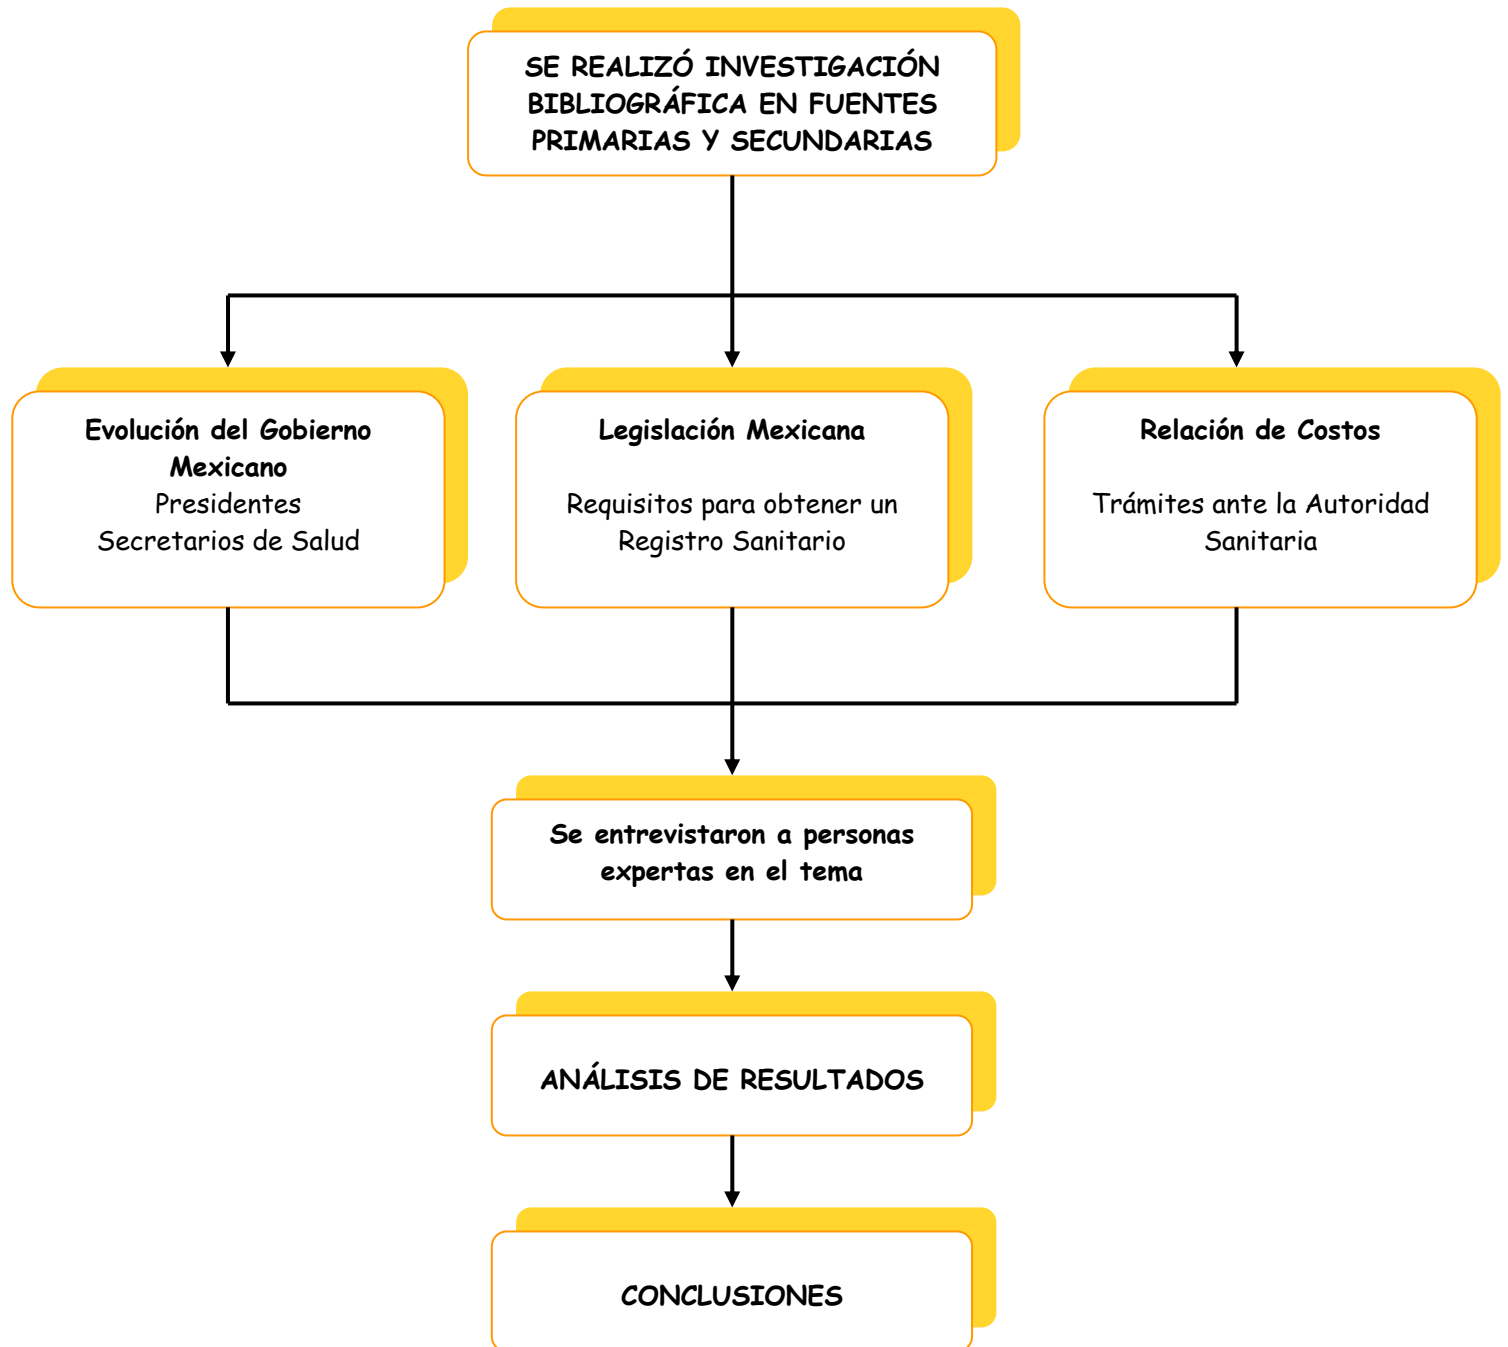 SE REALIZÓ INVESTIGACIÓN
BIBLIOGRÁFICA EN FUENTES
PRIMARIAS Y SECUNDARIAS
Evolución del Gobierno
Mexicano
Presidentes
Secretarios de Salud
Legislación Mexicana
Requisitos para obtener un
Registro Sanitario
Relación de Costos
Trámites ante la Autoridad
Sanitaria
Se entrevistaron a personas
expertas en el tema
ANÁLISIS DE RESULTADOS
CONCLUSIONES